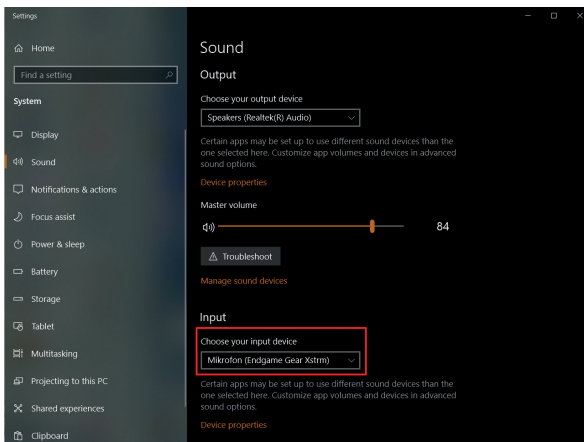 Settings
Home
Find a setting
System
Display
Sound
Notifications & actions
Focus assist
Power & sleep
Battery
Storage
Tablet
Multitasking
Projecting to this PC
Shared experiences
Clipboard
Sound
Output
Choose your output device
Speakers (Realtek(R) Audio)
Certain apps may be set up to use different sound devices than the
one selected here. Customize app volumes and devices in advanced
sound options.
Device properties
Master volume
84
Troubleshoot
Manage sound devices
Input
Choose your input device
Mikrofon (Endgame Gear Xstrm)
Certain apps may be set up to use different sound devices than the
one selected here. Customize app volumes and devices in advanced
sound options.
Device properties